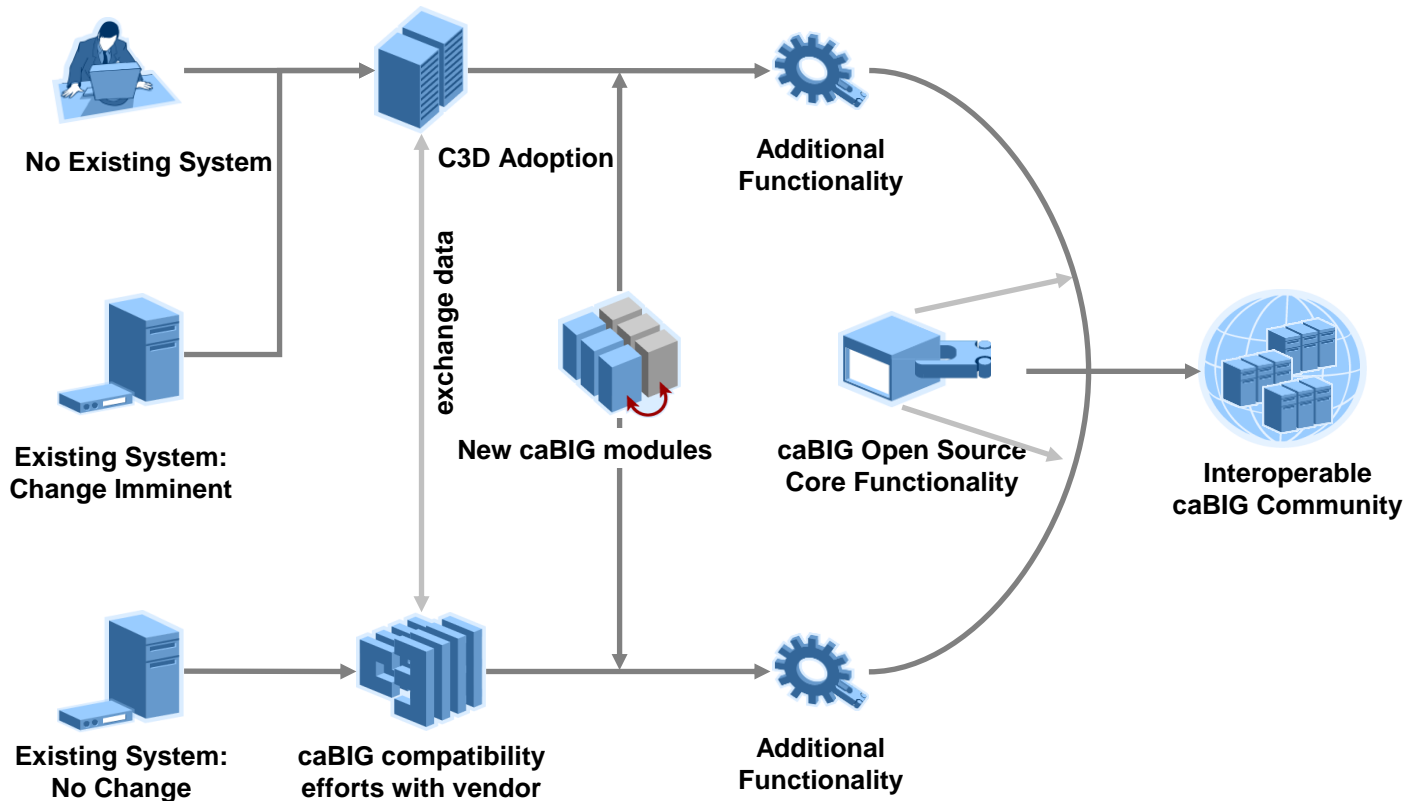 No Existing System
C3D Adoption
Additional
Functionality
exchange data
Existing System:
Change Imminent
New caBIG modules
caBIG Open Source
Core Functionality
Interoperable
caBIG Community
Existing System:
No Change
caBIG compatibility
efforts with vendor
Additional
Functionality